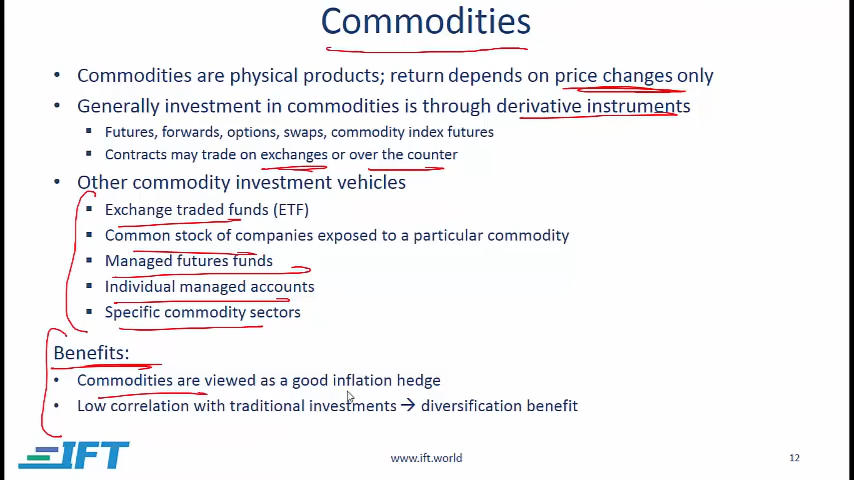 Commodities
• Commodities are physical products; return depends on price changes only
• Generally investment in commodities is through derivative instruments
▪ Futures, forwards, options, swaps, commodity index futures
▪ Contracts may trade on exchanges or over the counter
• Other commodity investment vehicles
▪ Exchange traded funds (ETF)
▪ Common stock of companies exposed to a particular commodity
▪ Managed futures funds
▪ Individual managed accounts
▪ Specific commodity sectors
Benefits:
• Commodities are viewed as a good inflation hedge
• Low correlation with traditional investments → diversification benefit
IFT
www.ift.world
12